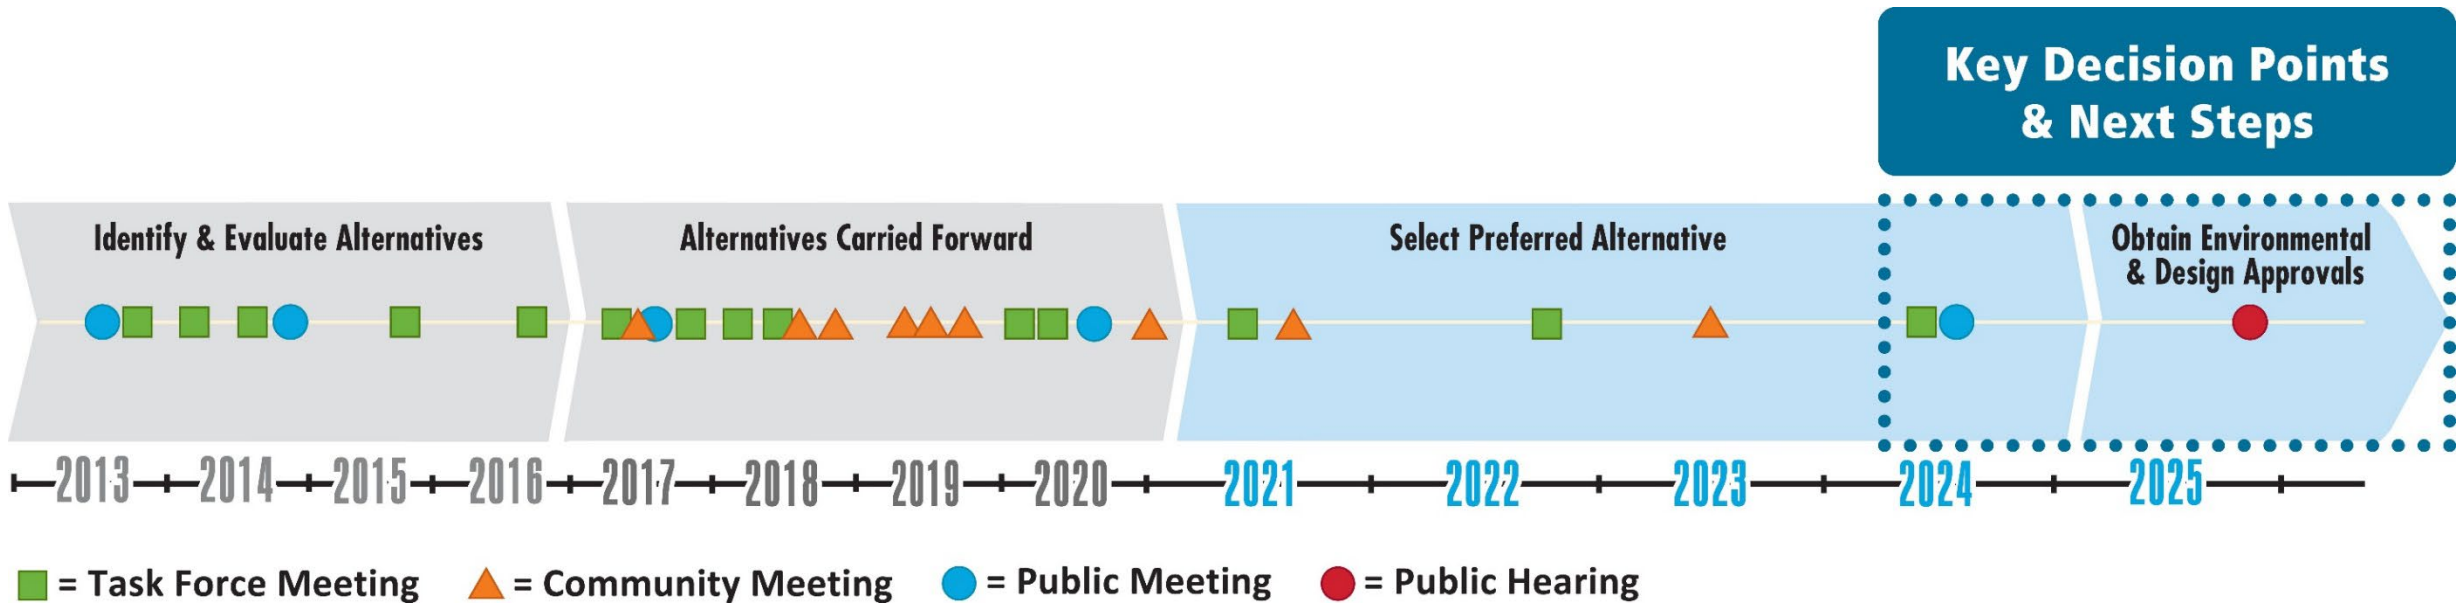 Key Decision Points
& Next Steps
Identify & Evaluate Alternatives
Alternatives Carried Forward
Select Preferred Alternative
Obtain Environmental
& Design Approvals
2013 2014 2015 2016 2017 2018 2019 2020 2021 2022 2023 2024 2025
= Task Force Meeting = Community Meeting = Public Meeting = Public Hearing